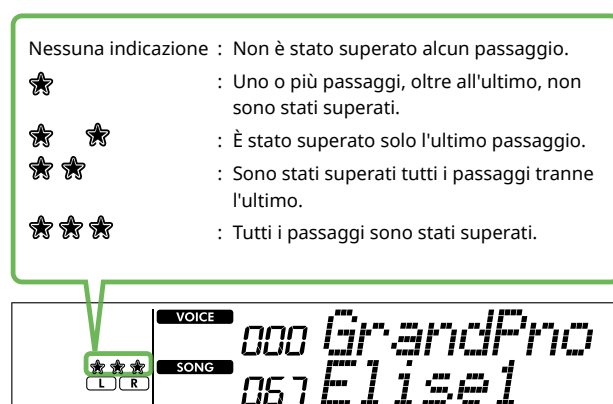 Nessuna indicazione : Non è stato superato alcun passaggio.
: Uno o più passaggi, oltre all'ultimo, non
sono stati superati.
: È stato superato solo l'ultimo passaggio.
: Sono stati superati tutti i passaggi tranne
l'ultimo.
: Tutti i passaggi sono stati superati.
VOICE
000 GrandPno
L R
SONG
067 Elise1